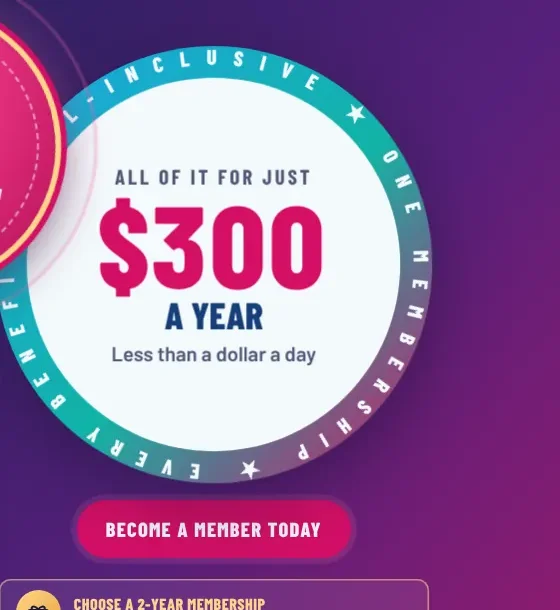 L-INCLUSIVE ★ ONE MEMBERSHIP ★ EVERY BENEFI
ALL OF IT FOR JUST
$300
A YEAR
Less than a dollar a day
BECOME A MEMBER TODAY
CHOOSE A 2-YEAR MEMBERSHIP